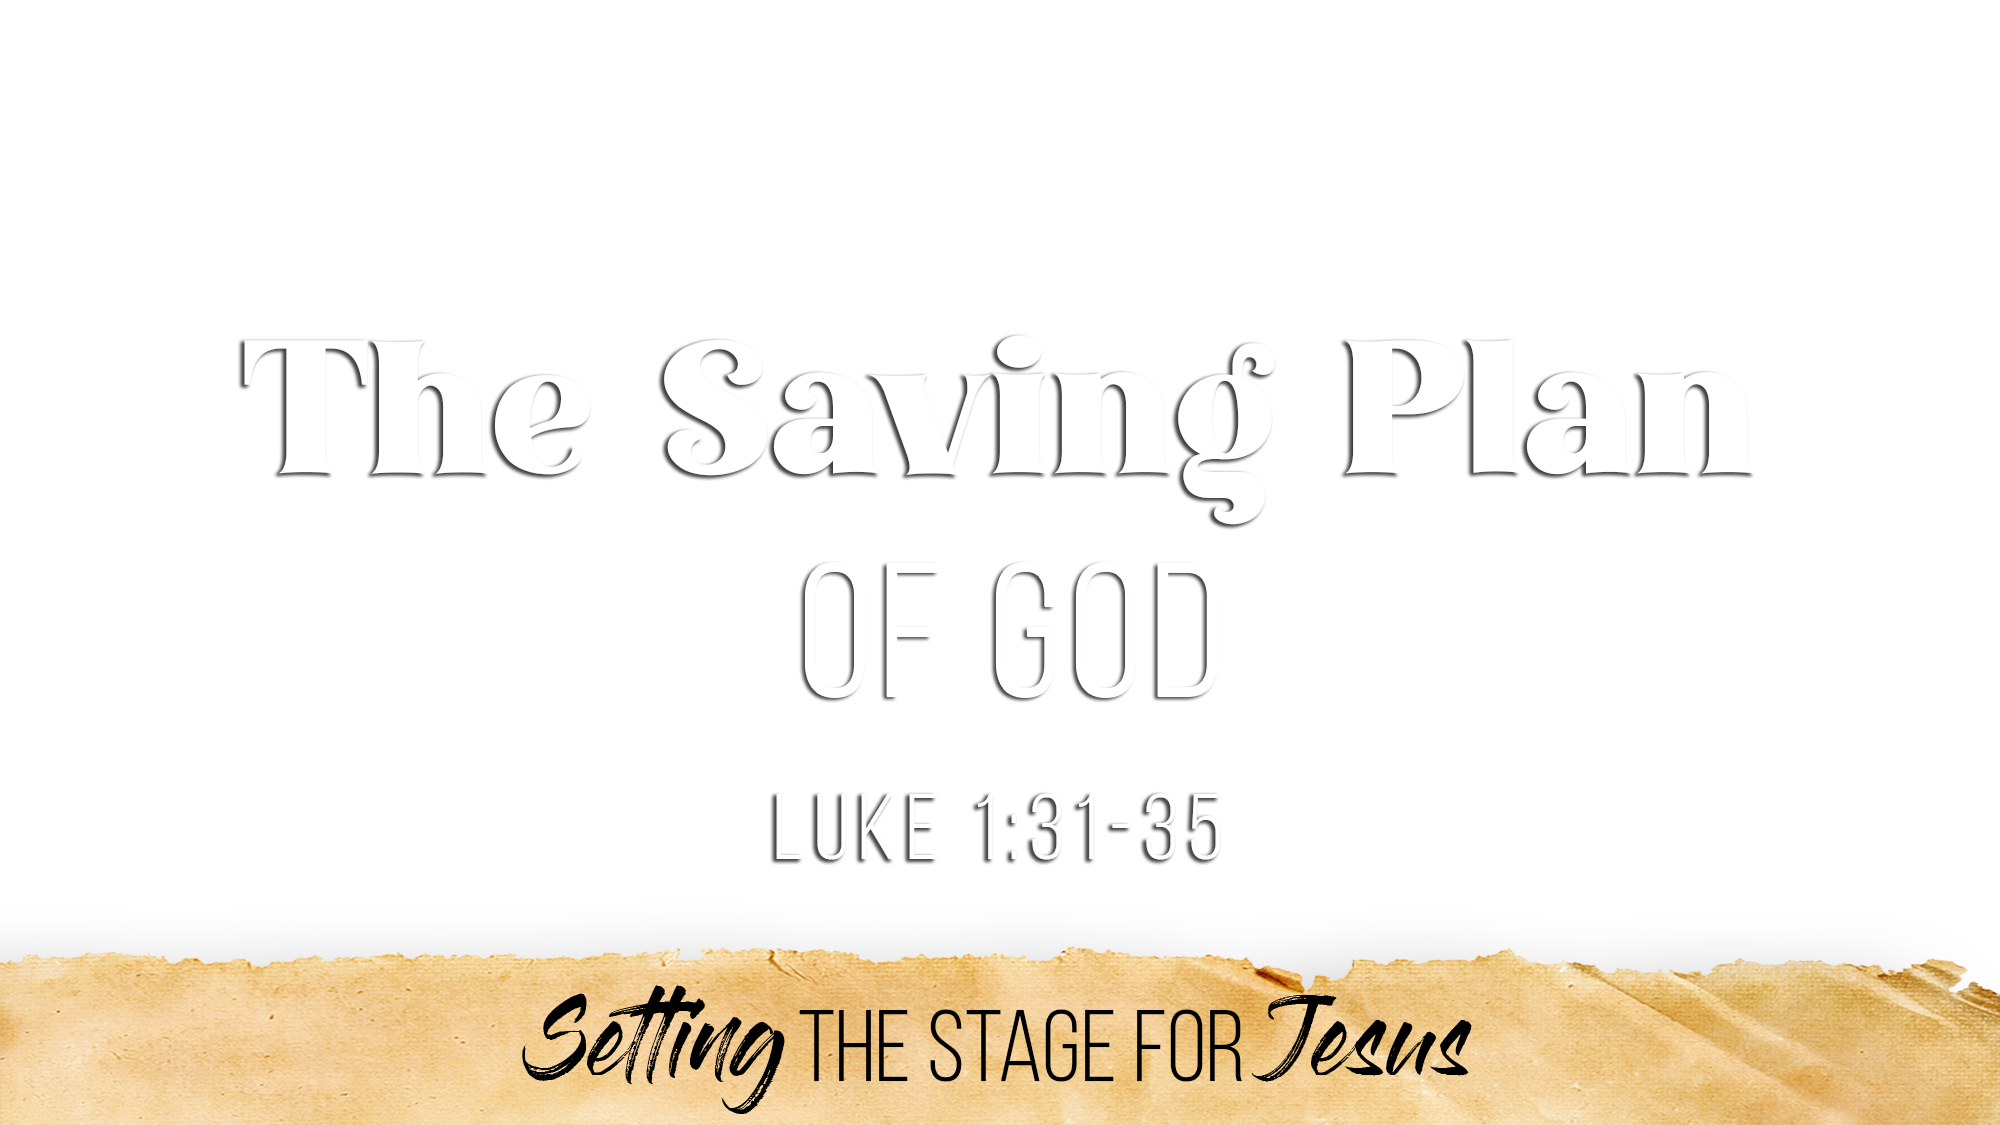 The Saving Plan
OF GOD
LUKE 1:31-35
Setting THE STAGE FOR Jesus